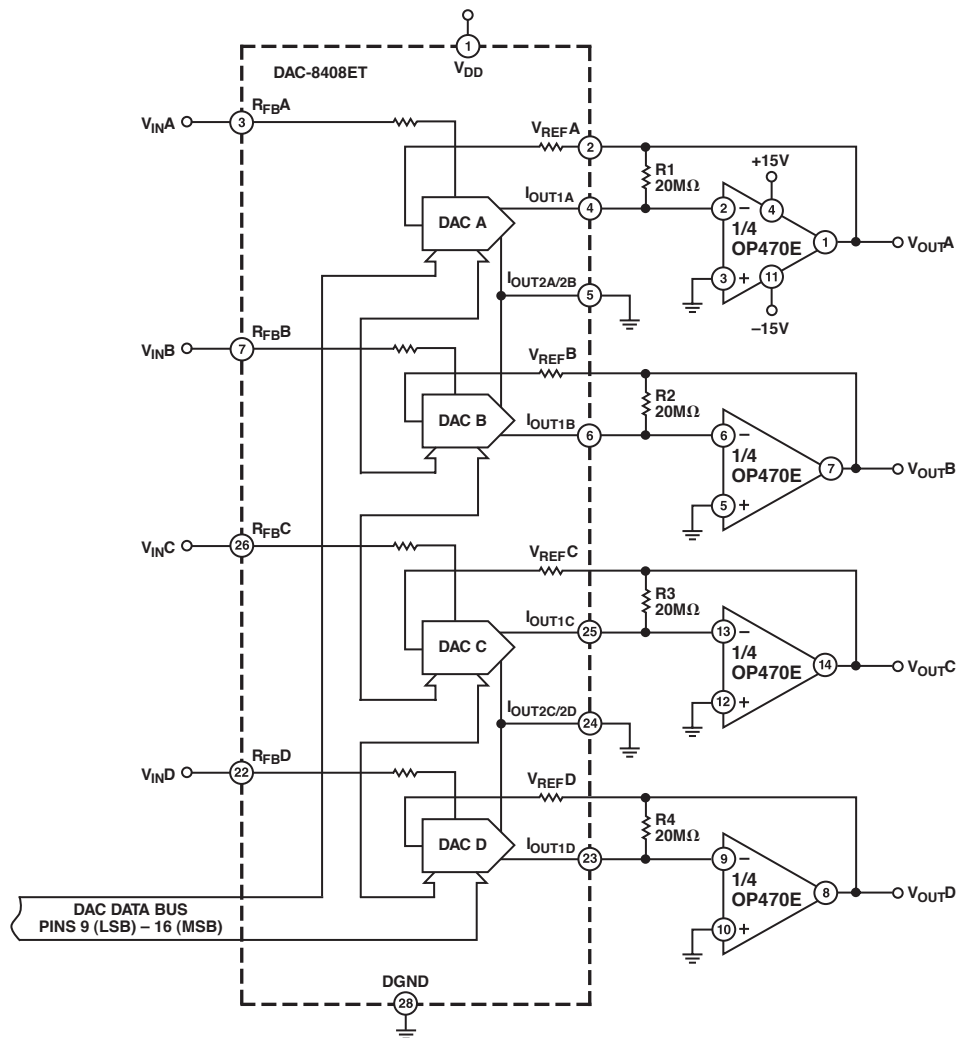 1
VDD
DAC-8408ET
VINA
3
RFBA
VREFA
2
R1
20MΩ
+15V
4
IOUT1A
4
2
–
1/4
OP470E
1
VOUTA
DAC A
3
+
11
–15V
IOUT2A/2B
5
VINB
7
RFBB
VREFB
R2
20MΩ
DAC B
IOUT1B
6
6
–
1/4
OP470E
7
VOUTB
5
+
VINC
26
RFBC
VREFC
R3
20MΩ
DAC C
IOUT1C
25
13
–
1/4
OP470E
14
VOUTC
12
+
IOUT2C/2D
24
VIND
22
RFBD
VREFD
R4
20MΩ
DAC D
IOUT1D
23
9
–
1/4
OP470E
8
VOUTD
10
+
DAC DATA BUS
PINS 9 (LSB) – 16 (MSB)
DGND
28